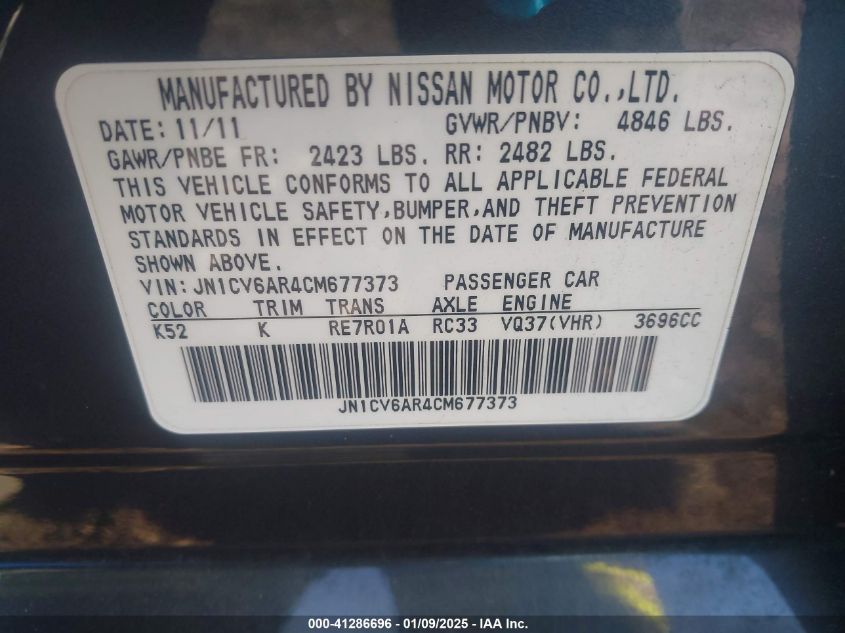 MANUFACTURED BY NISSAN MOTOR CO.,LTD.
DATE: 11/11 GVWR/PNBV: 4846 LBS.
GAWR/PNBE FR: 2423 LBS. RR: 2482 LBS.
THIS VEHICLE CONFORMS TO ALL APPLICABLE FEDERAL
MOTOR VEHICLE SAFETY,BUMPER,AND THEFT PREVENTION
STANDARDS IN EFFECT ON THE DATE OF MANUFACTURE
SHOWN ABOVE.
VIN: JN1CV6AR4CM677373 PASSENGER CAR
COLOR TRIM TRANS AXLE ENGINE
K52 K RE7R01A RC33 VQ37(VHR) 3696CC
JN1CV6AR4CM677373
000-41286696 - 01/09/2025 - IAA Inc.